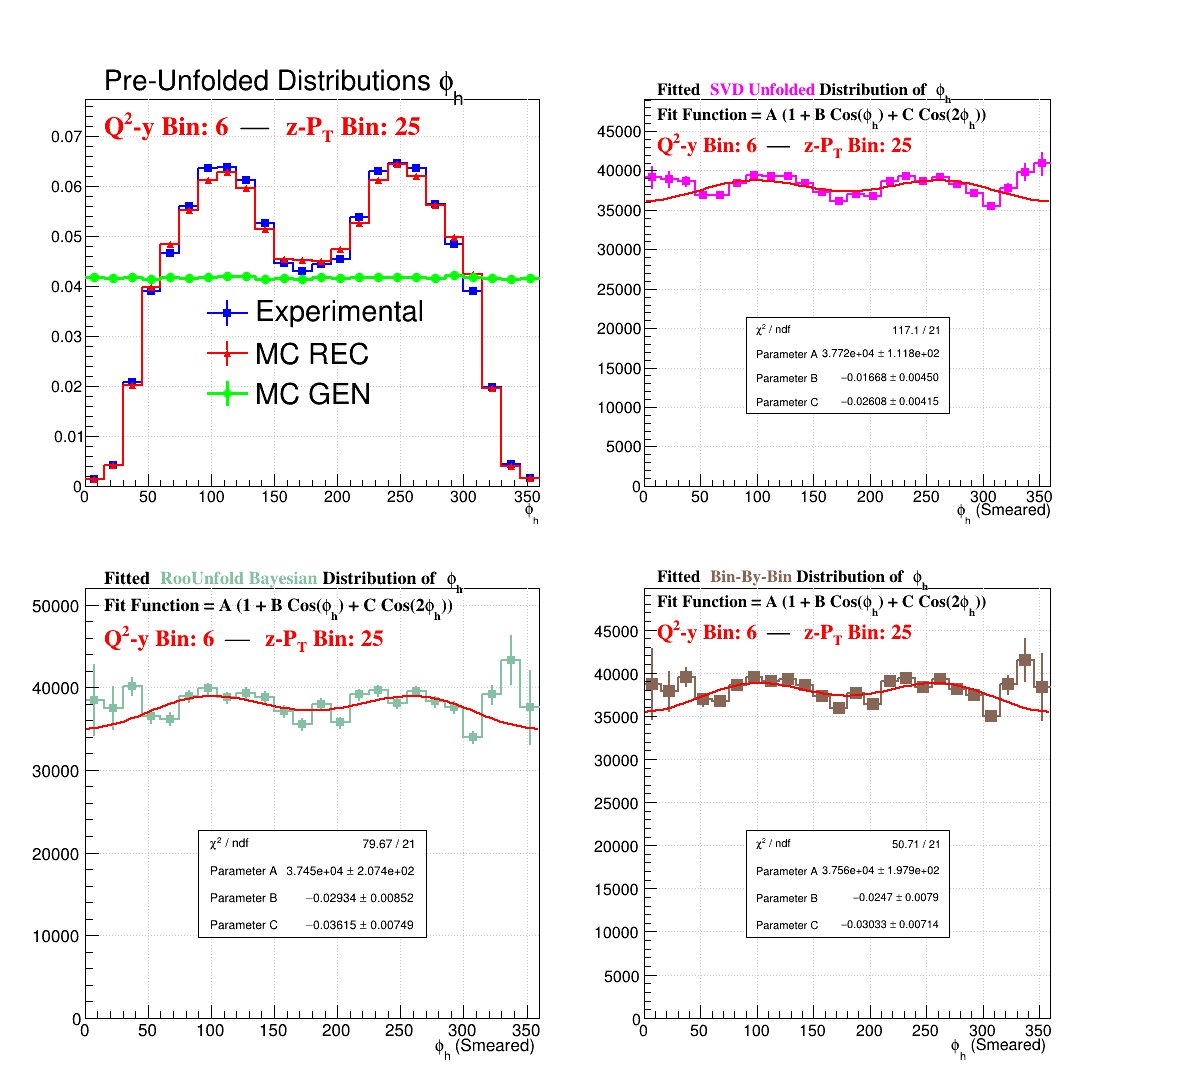 Pre-Unfolded Distributions ϕh
Q²-y Bin: 6 — z-PT Bin: 25
0.07
0.06
0.05
0.04
0.03
0.02
0.01
0
Experimental
MC REC
MC GEN
0 50 100 150 200 250 300 350
ϕh
Fitted SVD Unfolded Distribution of ϕh
Fit Function = A (1 + B Cos(ϕh) + C Cos(2ϕh))
Q²-y Bin: 6 — z-PT Bin: 25
45000
40000
35000
30000
25000
20000
15000
10000
5000
0
χ² / ndf 117.1 / 21
Parameter A 3.772e+04 ± 1.118e+02
Parameter B −0.01668 ± 0.00450
Parameter C −0.02608 ± 0.00415
0 50 100 150 200 250 300 350
ϕh (Smeared)
Fitted RooUnfold Bayesian Distribution of ϕh
Fit Function = A (1 + B Cos(ϕh) + C Cos(2ϕh))
Q²-y Bin: 6 — z-PT Bin: 25
50000
40000
30000
20000
10000
0
χ² / ndf 79.67 / 21
Parameter A 3.745e+04 ± 2.074e+02
Parameter B −0.02934 ± 0.00852
Parameter C −0.03615 ± 0.00749
0 50 100 150 200 250 300 350
ϕh (Smeared)
Fitted Bin-By-Bin Distribution of ϕh
Fit Function = A (1 + B Cos(ϕh) + C Cos(2ϕh))
Q²-y Bin: 6 — z-PT Bin: 25
45000
40000
35000
30000
25000
20000
15000
10000
5000
0
χ² / ndf 50.71 / 21
Parameter A 3.756e+04 ± 1.979e+02
Parameter B −0.0247 ± 0.0079
Parameter C −0.03033 ± 0.00714
0 50 100 150 200 250 300 350
ϕh (Smeared)